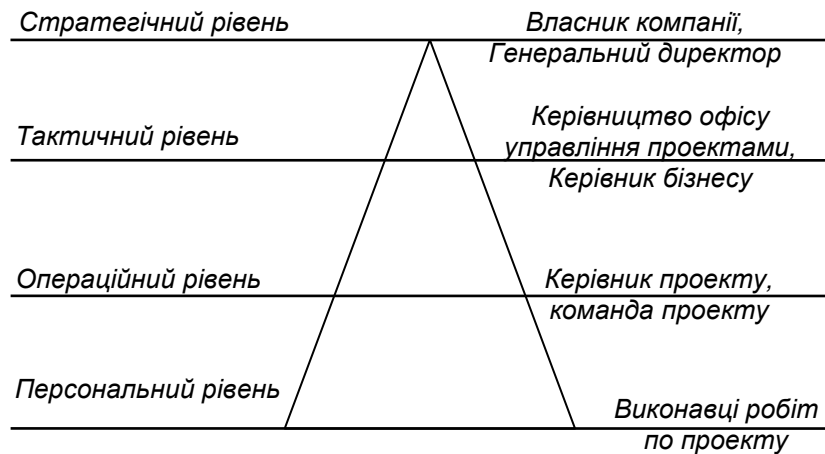 Стратегічний рівень
Власник компанії,
Генеральний директор
Тактичний рівень
Керівництво офісу
управління проектами,
Керівник бізнесу
Операційний рівень
Керівник проекту,
команда проекту
Персональний рівень
Виконавці робіт
по проекту